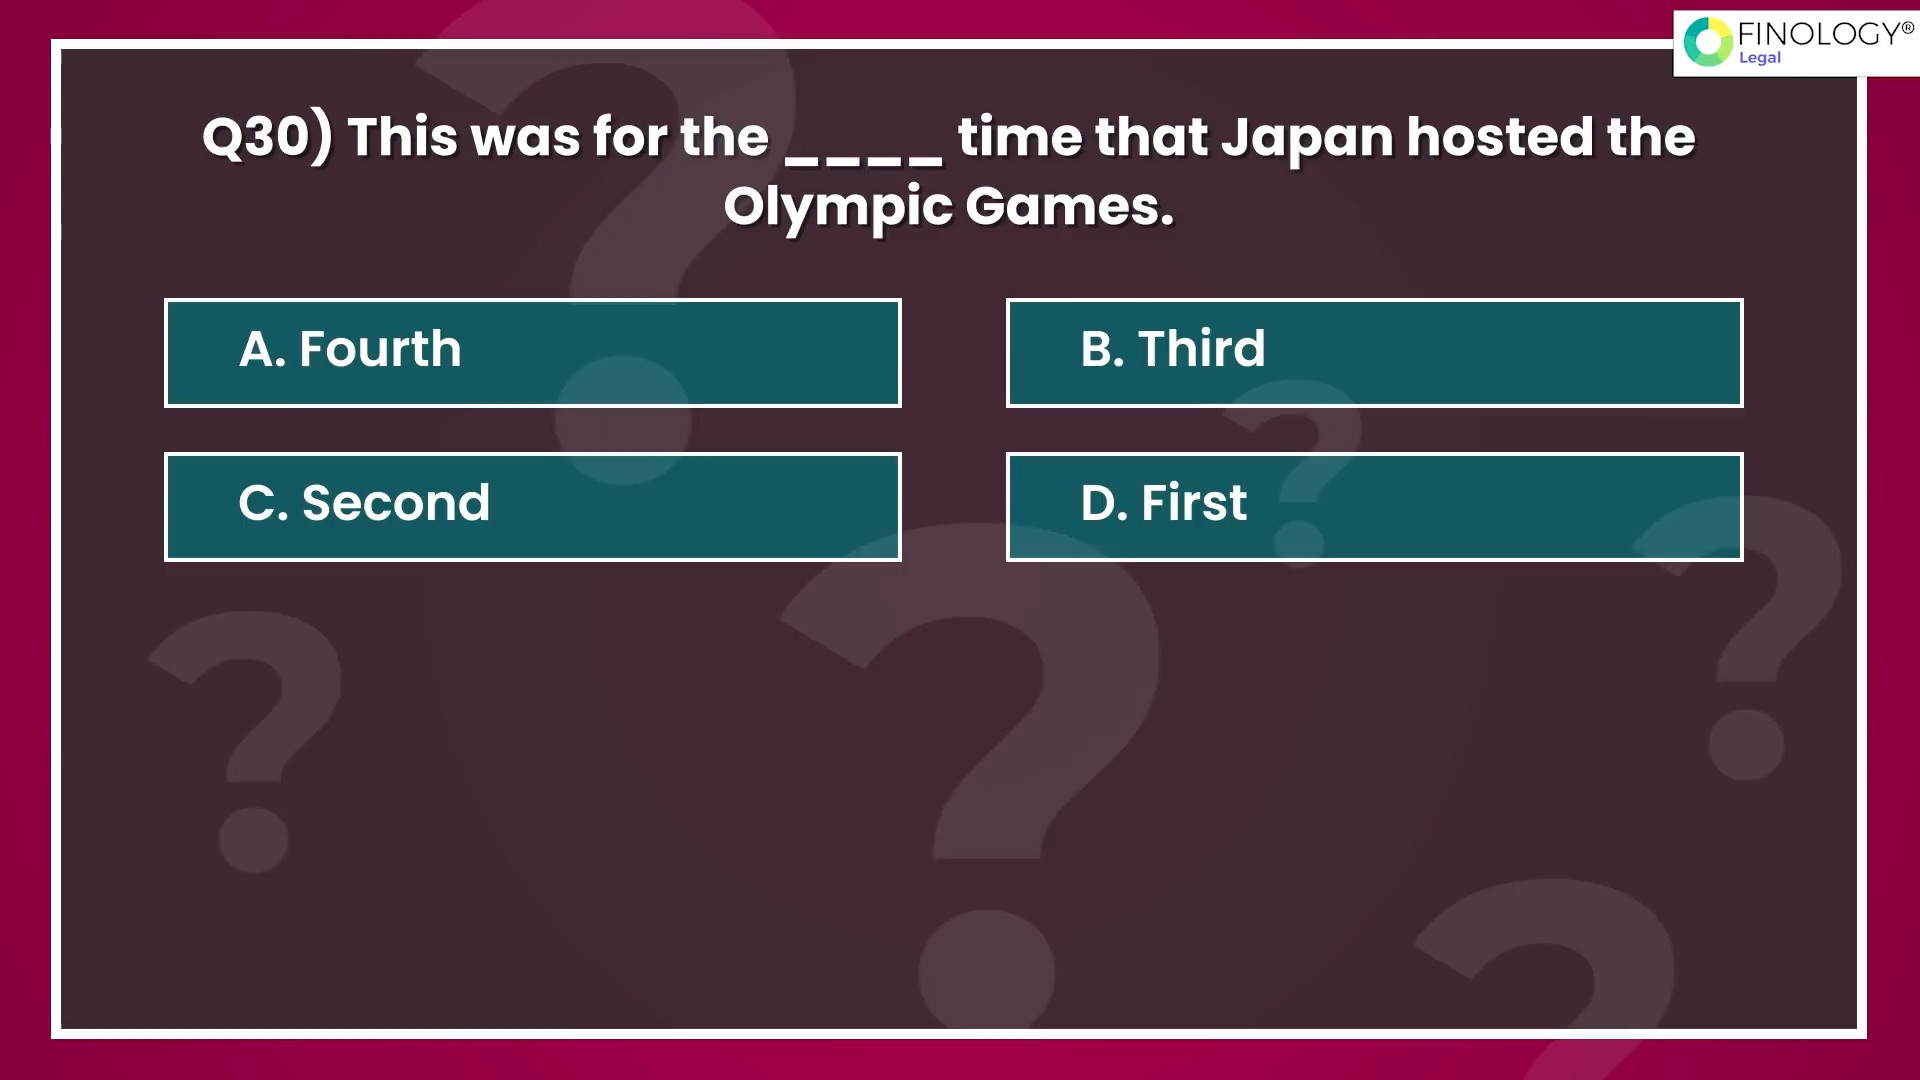 FINOLOGY®
Legal
Q30) This was for the ____ time that Japan hosted the
Olympic Games.
A. Fourth
B. Third
C. Second
D. First